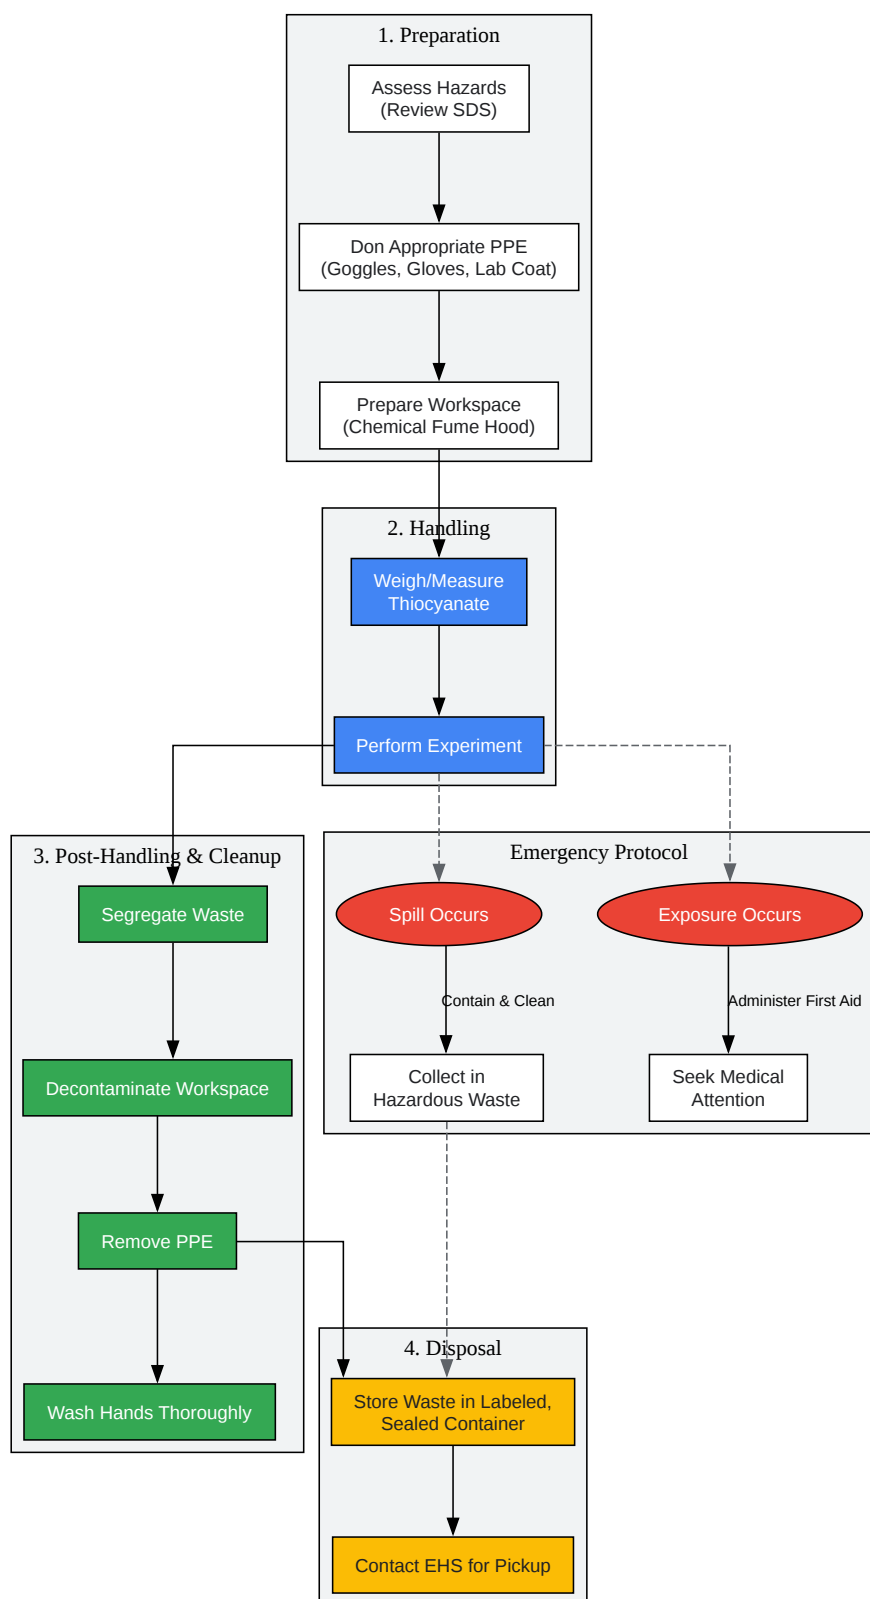 1. Preparation
Assess Hazards
(Review SDS)
Don Appropriate PPE
(Goggles, Gloves, Lab Coat)
Prepare Workspace
(Chemical Fume Hood)
2. Handling
Weigh/Measure
Thiocyanate
Perform Experiment
3. Post-Handling & Cleanup
Segregate Waste
Decontaminate Workspace
Remove PPE
Wash Hands Thoroughly
Emergency Protocol
Spill Occurs
Exposure Occurs
Contain & Clean
Administer First Aid
Collect in
Hazardous Waste
Seek Medical
Attention
4. Disposal
Store Waste in Labeled,
Sealed Container
Contact EHS for Pickup